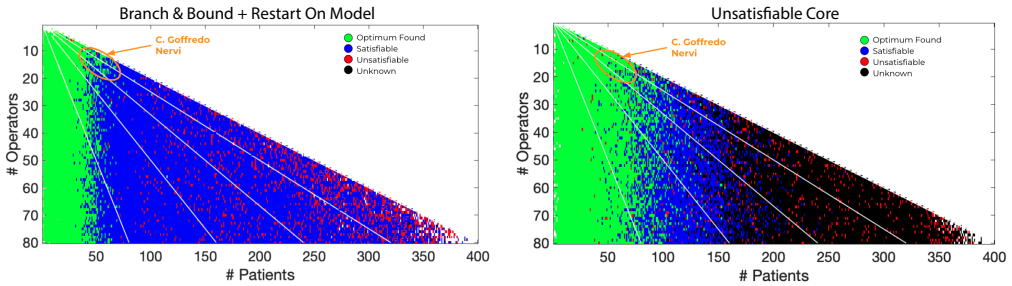 Branch & Bound + Restart On Model
C. Goffredo
Nervi
Optimum Found
Satisfiable
Unsatisfiable
Unknown
# Operators
10
20
30
40
50
60
70
80
50
100
150
200
250
300
350
400
# Patients
Unsatisfiable Core
C. Goffredo
Nervi
Optimum Found
Satisfiable
Unsatisfiable
Unknown
# Operators
10
20
30
40
50
60
70
80
50
100
150
200
250
300
350
400
# Patients